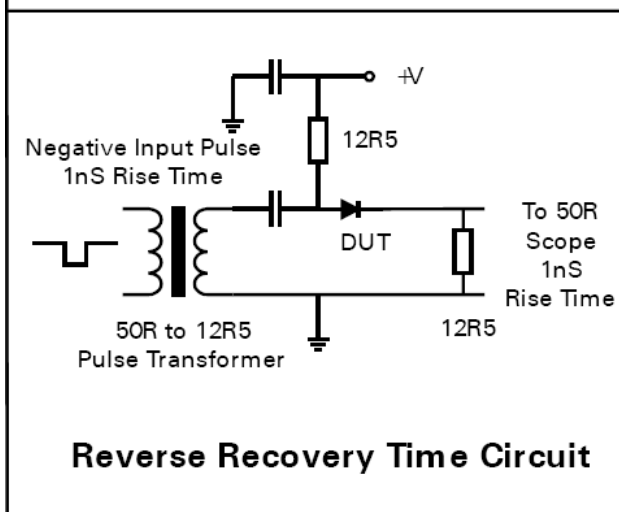 +V
12R5
Negative Input Pulse
1nS Rise Time
DUT
To 50R
Scope
1nS
Rise Time
12R5
50R to 12R5
Pulse Transformer
Reverse Recovery Time Circuit